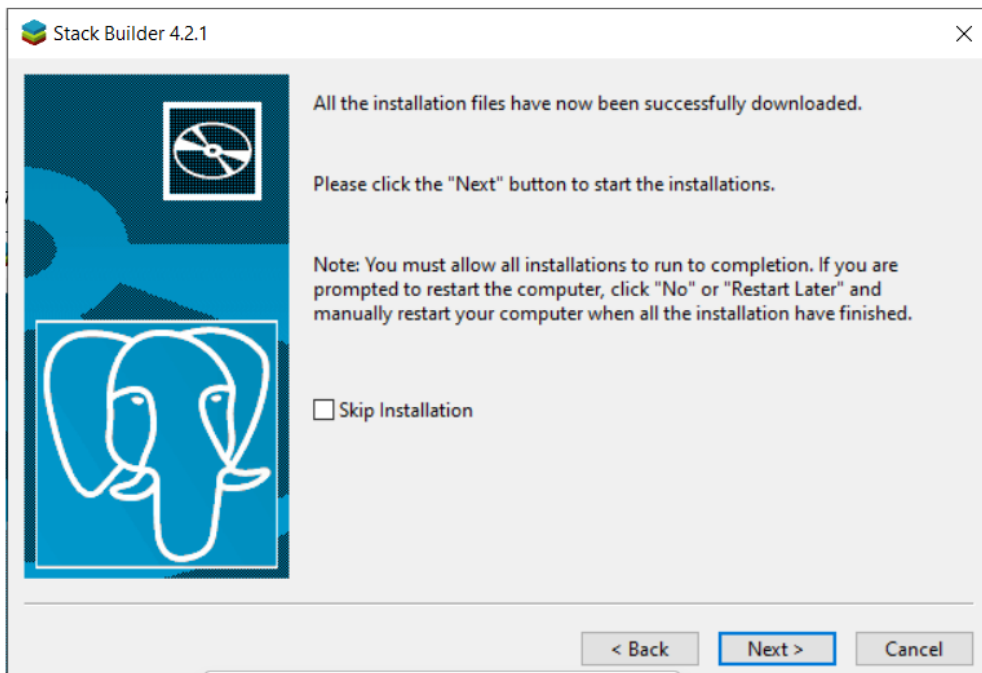 Stack Builder 4.2.1
All the installation files have now been successfully downloaded.
Please click the "Next" button to start the installations.
Note: You must allow all installations to run to completion. If you are
prompted to restart the computer, click "No" or "Restart Later" and
manually restart your computer when all the installation have finished.
Skip Installation
< Back
Next >
Cancel